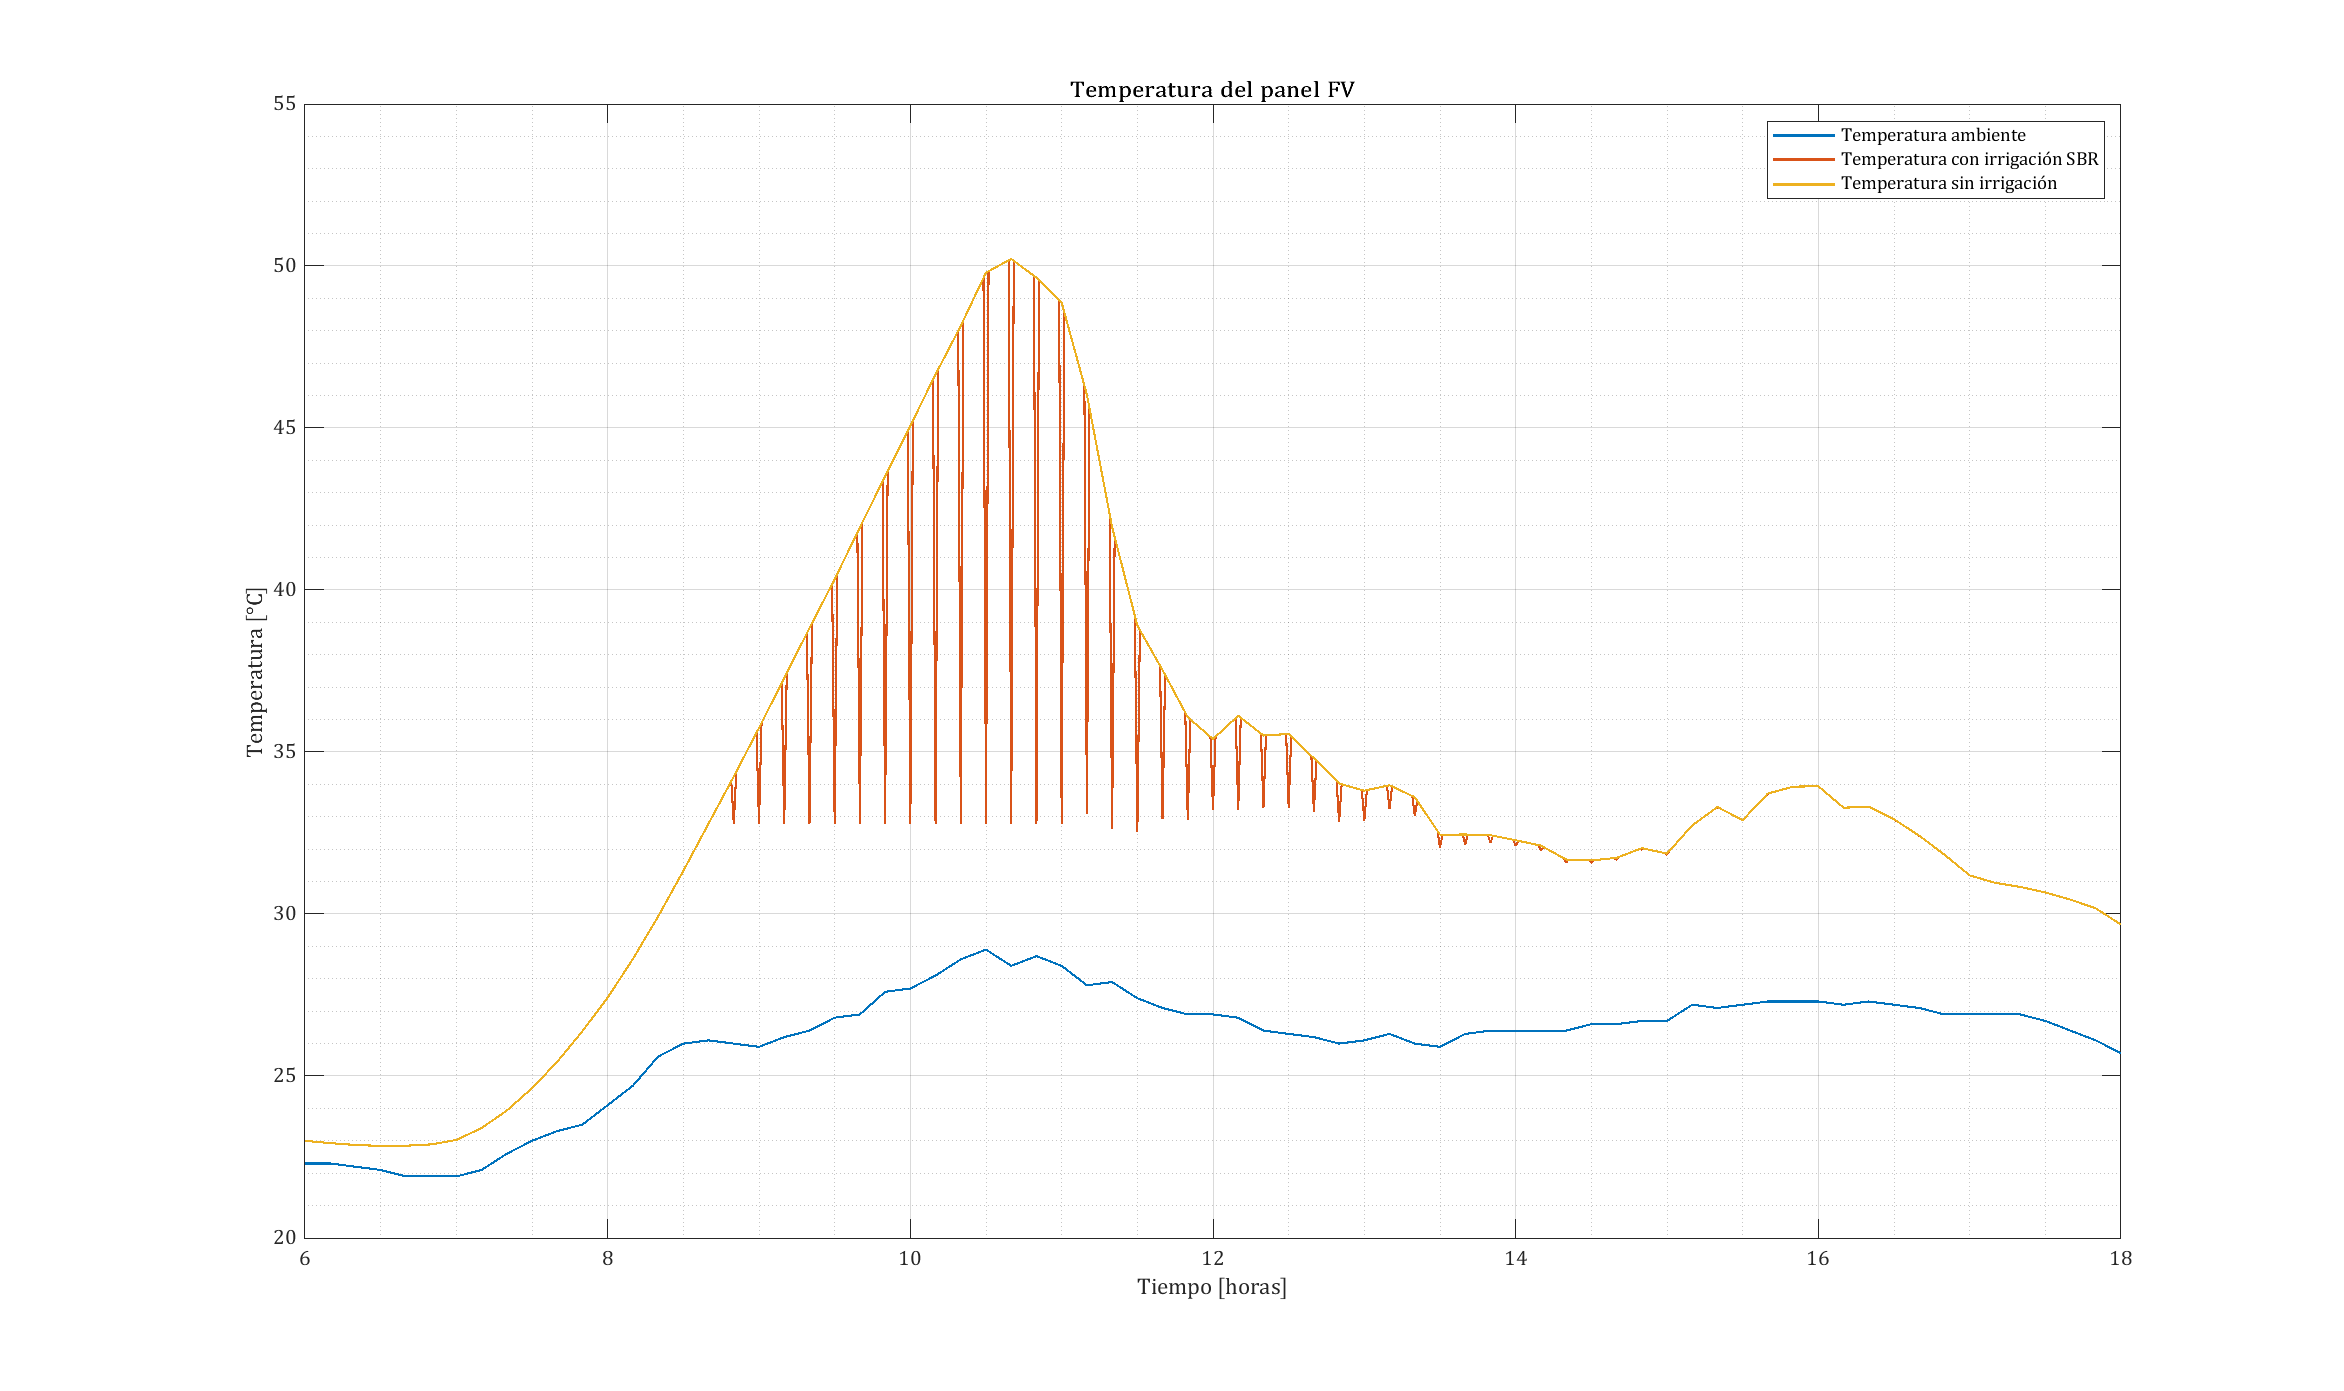 Temperatura del panel FV
55
50
45
40
35
30
25
20
Temperatura [°C]
Temperatura ambiente
Temperatura con irrigación SBR
Temperatura sin irrigación
6 8 10 12 14 16 18
Tiempo [horas]